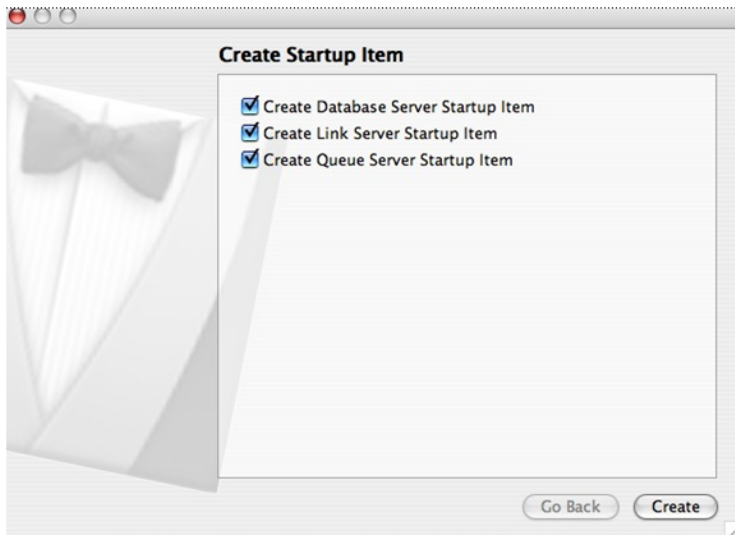 Create Startup Item
Create Database Server Startup Item
Create Link Server Startup Item
Create Queue Server Startup Item
Go Back
Create